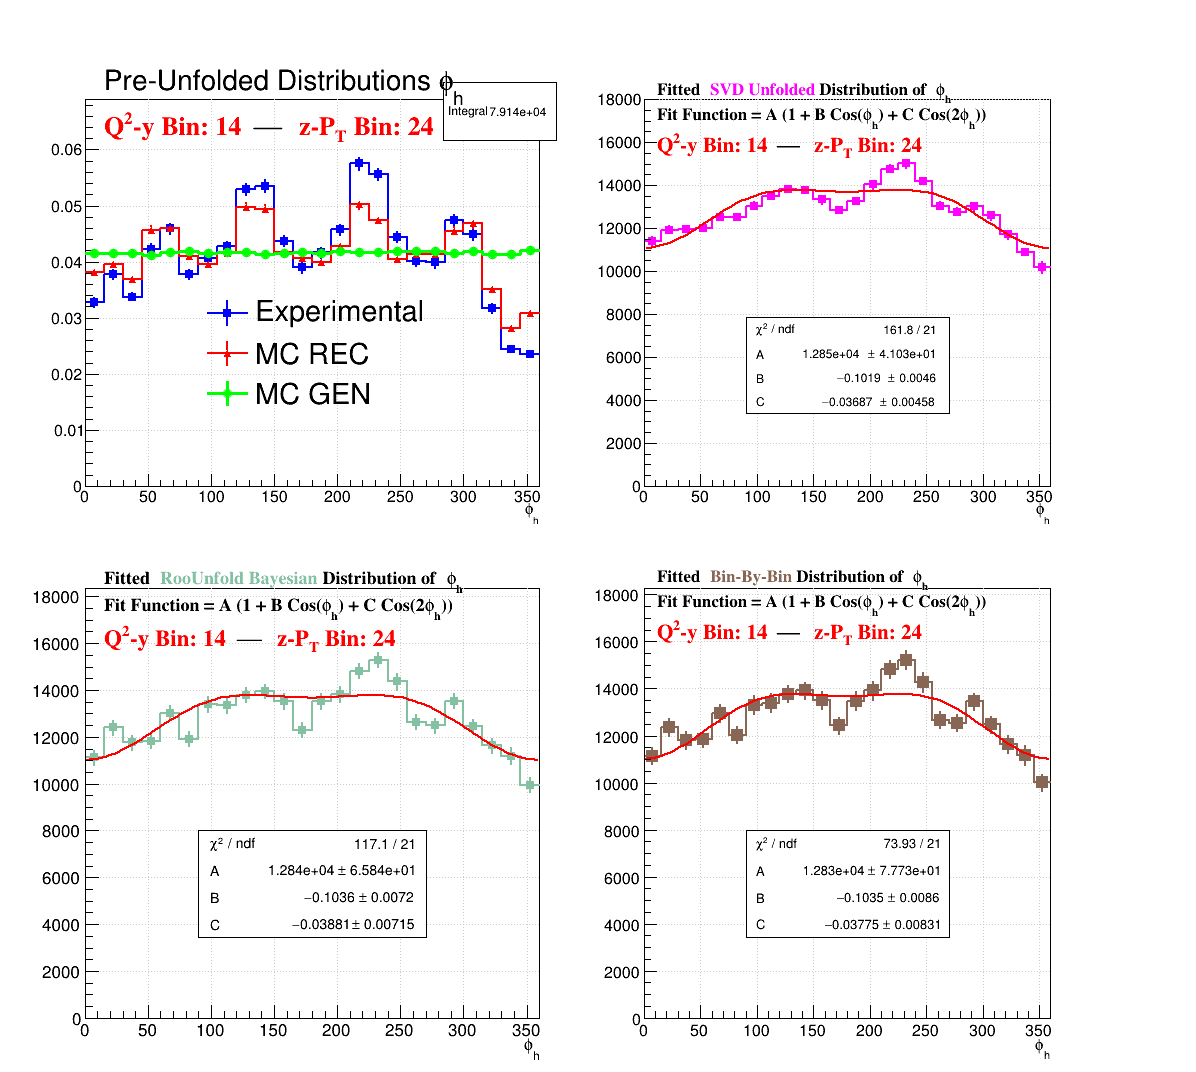 Pre-Unfolded Distributions ϕh
Integral 7.914e+04
Q2-y Bin: 14 — z-PT Bin: 24
0.06
0.05
0.04
0.03
0.02
0.01
0
Experimental
MC REC
MC GEN
0 50 100 150 200 250 300 350
ϕh
Fitted SVD Unfolded Distribution of ϕh
Fit Function = A (1 + B Cos(ϕh) + C Cos(2ϕh))
Q2-y Bin: 14 — z-PT Bin: 24
18000
16000
14000
12000
10000
8000
6000
4000
2000
0
χ2 / ndf 161.8 / 21
A 1.285e+04 ± 4.103e+01
B −0.1019 ± 0.0046
C −0.03687 ± 0.00458
0 50 100 150 200 250 300 350
ϕh
Fitted RooUnfold Bayesian Distribution of ϕh
Fit Function = A (1 + B Cos(ϕh) + C Cos(2ϕh))
Q2-y Bin: 14 — z-PT Bin: 24
18000
16000
14000
12000
10000
8000
6000
4000
2000
0
χ2 / ndf 117.1 / 21
A 1.284e+04 ± 6.584e+01
B −0.1036 ± 0.0072
C −0.03881 ± 0.00715
0 50 100 150 200 250 300 350
ϕh
Fitted Bin-By-Bin Distribution of ϕh
Fit Function = A (1 + B Cos(ϕh) + C Cos(2ϕh))
Q2-y Bin: 14 — z-PT Bin: 24
18000
16000
14000
12000
10000
8000
6000
4000
2000
0
χ2 / ndf 73.93 / 21
A 1.283e+04 ± 7.773e+01
B −0.1035 ± 0.0086
C −0.03775 ± 0.00831
0 50 100 150 200 250 300 350
ϕh